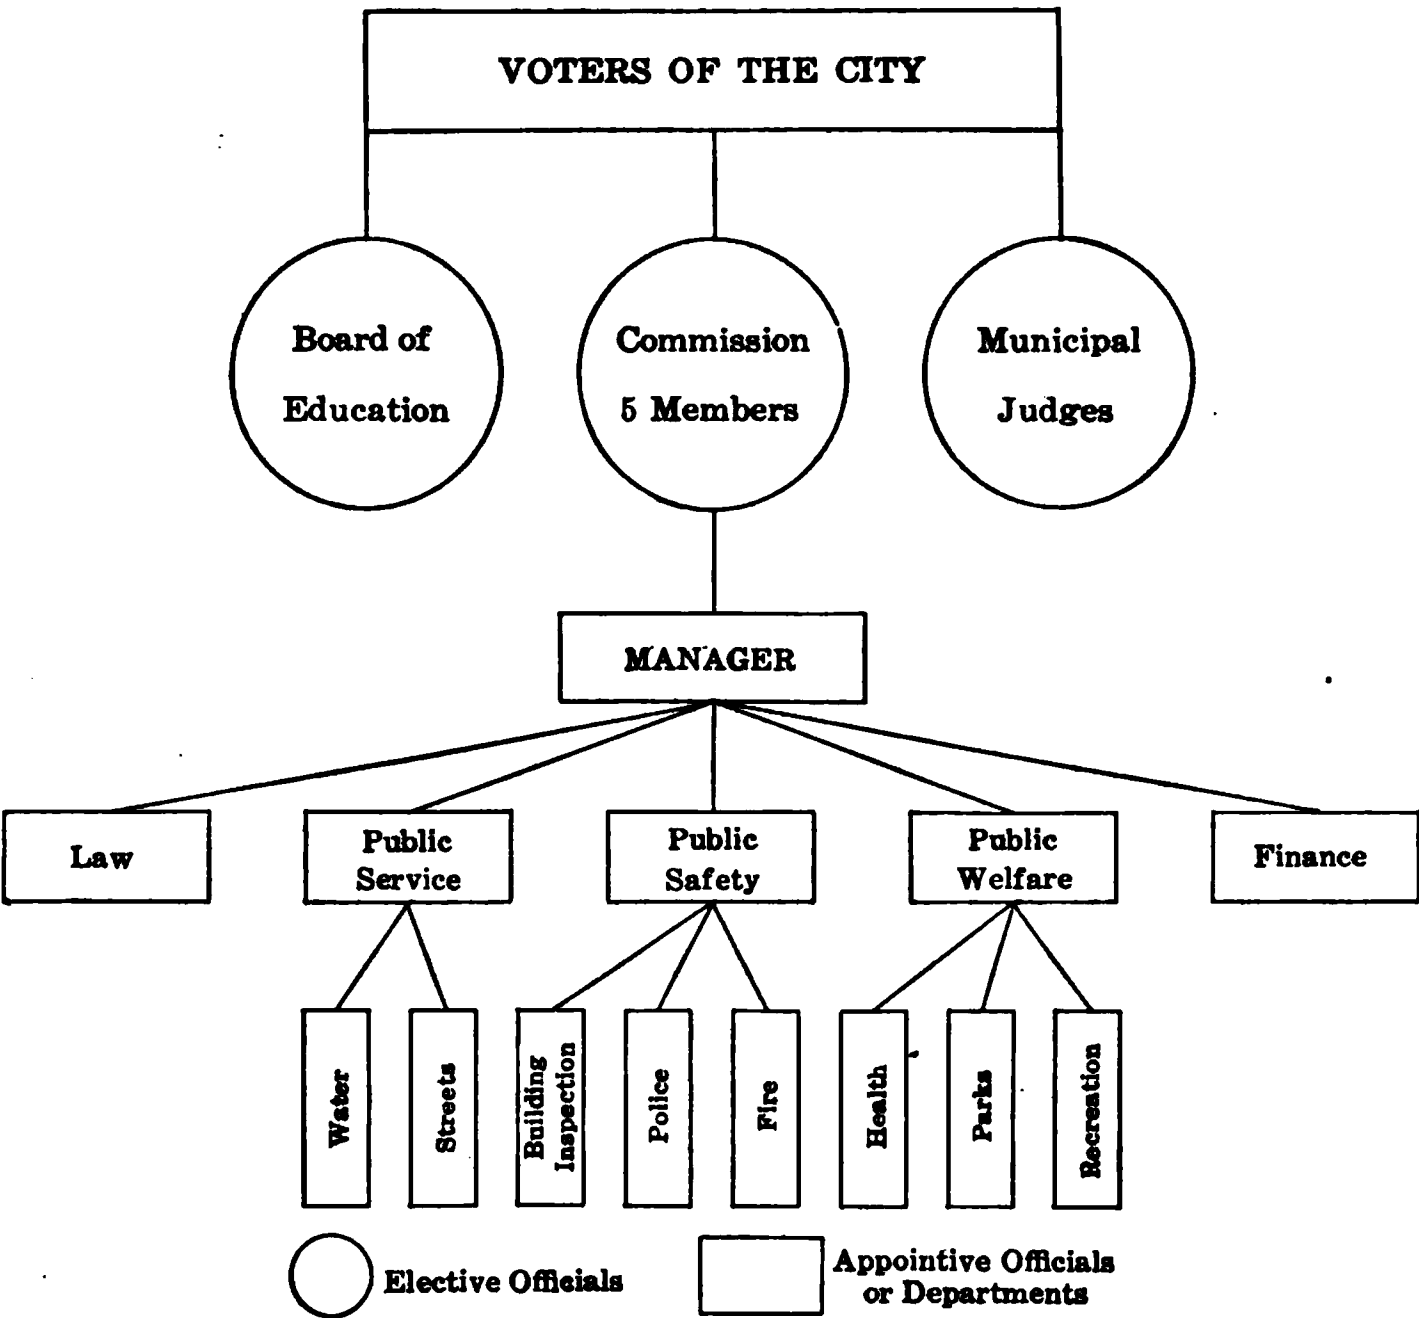 VOTERS OF THE CITY
Board of
Education
Commission
5 Members
Municipal
Judges
MANAGER
Law
Public
Service
Public
Safety
Public
Welfare
Finance
Water
Streets
Building
Inspection
Police
Fire
Health
Parks
Recreation
Elective Officials
Appointive Officials
or Departments